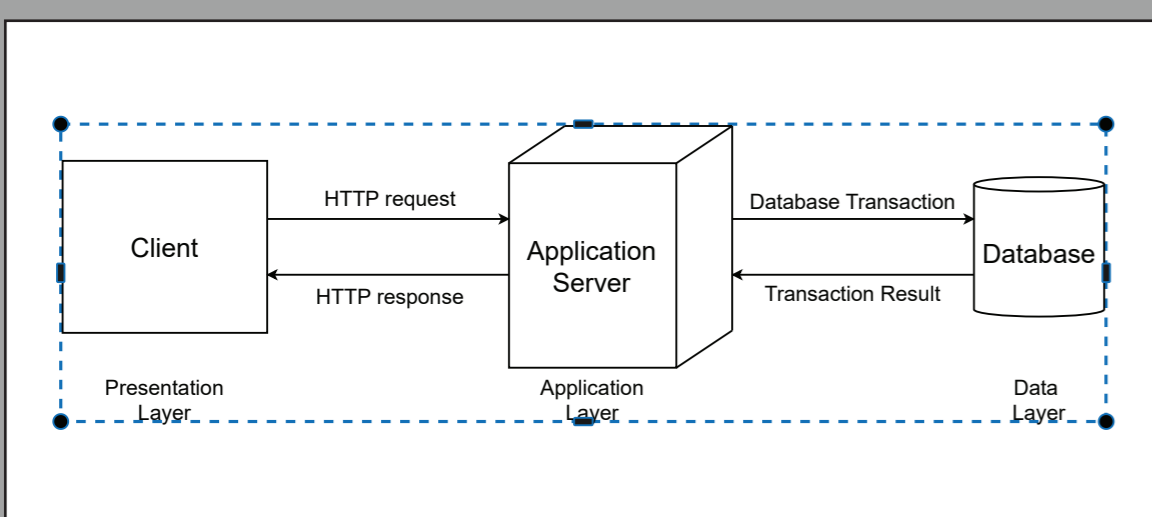 HTTP request
Database Transaction
Client
Application
Server
Database
HTTP response
Transaction Result
Presentation
Layer
Application
Layer
Data
Layer